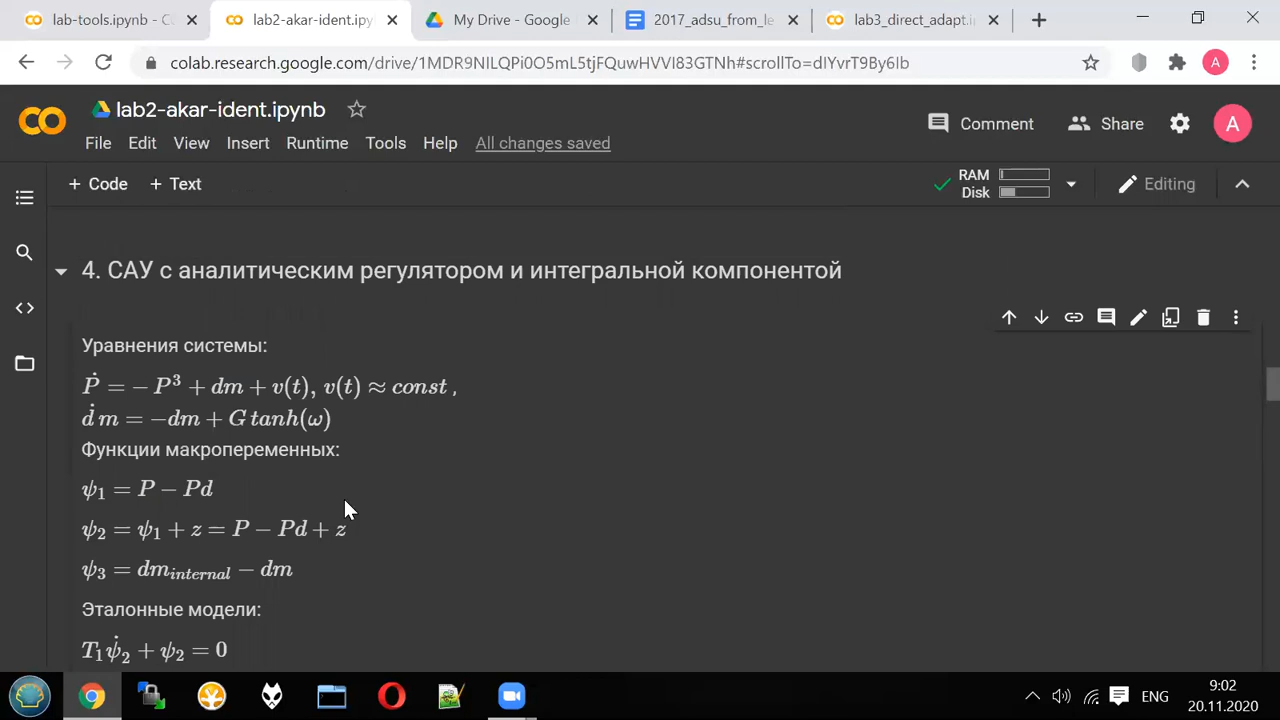 lab-tools.ipynb - CO
lab2-akar-ident.ipy
My Drive - Google
2017_adsu_from_le
lab3_direct_adapt.i
colab.research.google.com/drive/1MDR9NILQPi0O5mL5tjFQuwHVVI83GTNh#scrollTo=dIYvrT9By6Ib
A
CO
lab2-akar-ident.ipynb
Comment
Share
A
File Edit View Insert Runtime Tools Help All changes saved
+ Code + Text
RAM
Disk
Editing
4. САУ с аналитическим регулятором и интегральной компонентой
Уравнения системы:
Ṗ = − P³ + dm + v(t), v(t) ≈ const ,
ḋ m = −dm + G tanh(ω)
Функции макропеременных:
ψ₁ = P − Pd
ψ₂ = ψ₁ + z = P − Pd + z
ψ₃ = dm_internal − dm
Эталонные модели:
T₁ψ̇₂ + ψ₂ = 0
ENG
9:02
20.11.2020